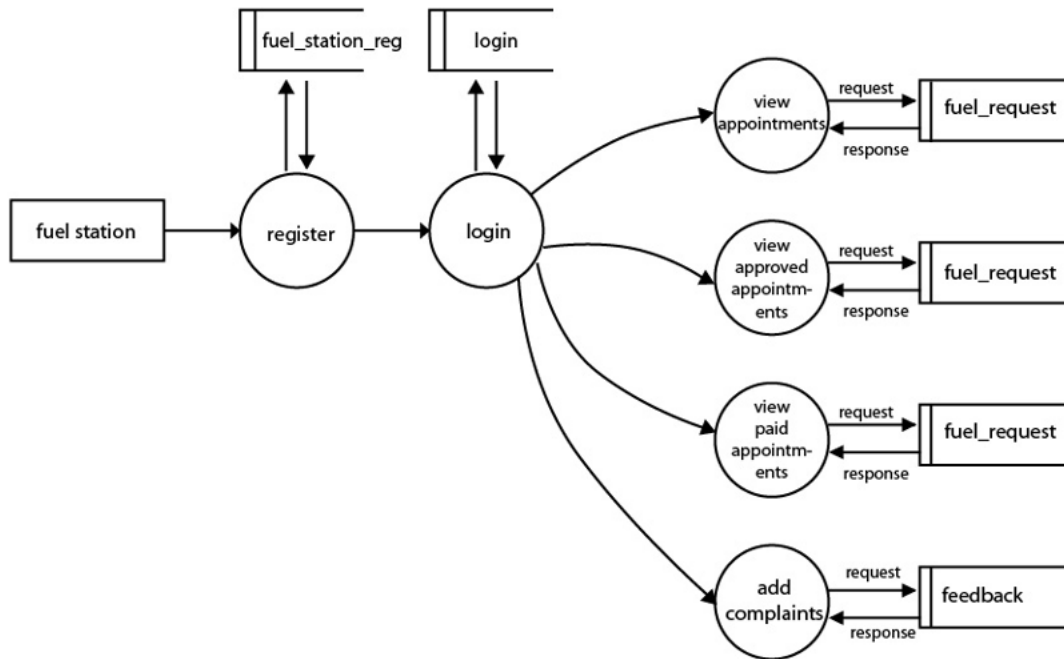 fuel_station_reg
login
fuel station
register
login
view
appointments
request
response
fuel_request
view
approved
appointm-
ents
request
response
fuel_request
view
paid
appointm-
ents
request
response
fuel_request
add
complaints
request
response
feedback